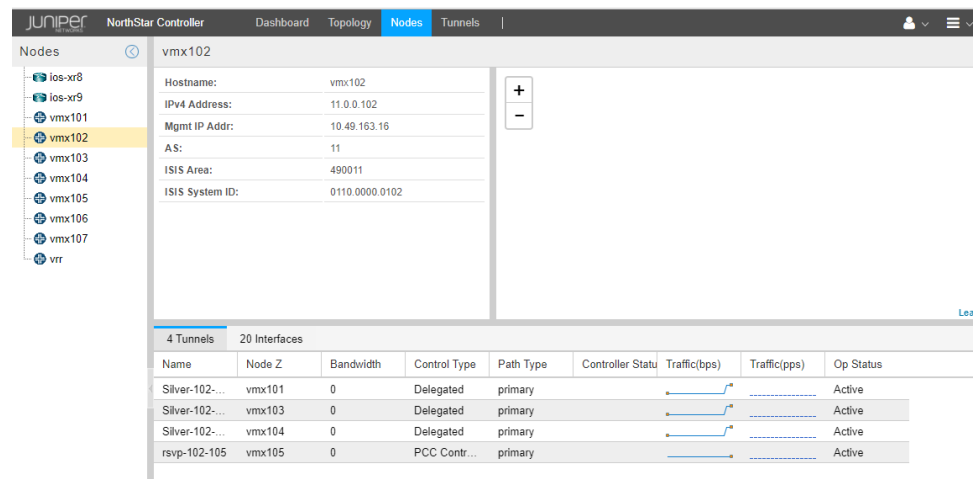 JUNIPER NETWORKS NorthStar Controller Dashboard Topology Nodes Tunnels |
Nodes vmx102
ios-xr8
ios-xr9
vmx101
vmx102
vmx103
vmx104
vmx105
vmx106
vmx107
vrr
Hostname: vmx102
IPv4 Address: 11.0.0.102
Mgmt IP Addr: 10.49.163.16
AS: 11
ISIS Area: 490011
ISIS System ID: 0110.0000.0102
+
−
Lea
4 Tunnels 20 Interfaces
Name Node Z Bandwidth Control Type Path Type Controller Statu Traffic(bps) Traffic(pps) Op Status
Silver-102-... vmx101 0 Delegated primary Active
Silver-102-... vmx103 0 Delegated primary Active
Silver-102-... vmx104 0 Delegated primary Active
rsvp-102-105 vmx105 0 PCC Contr... primary Active